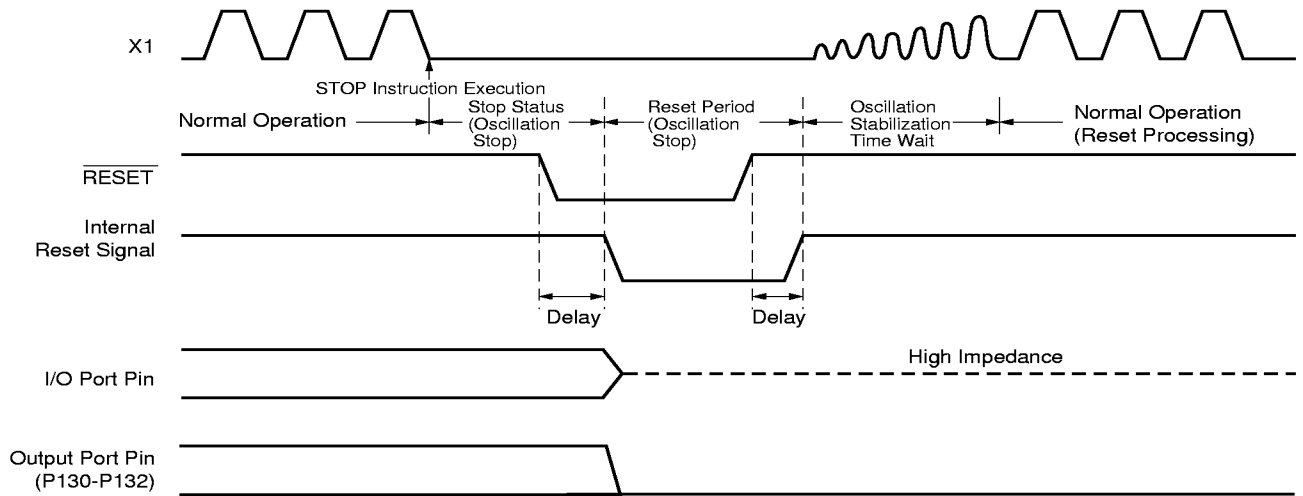 X1
STOP Instruction Execution
Normal Operation
Stop Status
(Oscillation
Stop)
Reset Period
(Oscillation
Stop)
Oscillation
Stabilization
Time Wait
Normal Operation
(Reset Processing)
RESET
Internal
Reset Signal
Delay
Delay
I/O Port Pin
High Impedance
Output Port Pin
(P130-P132)